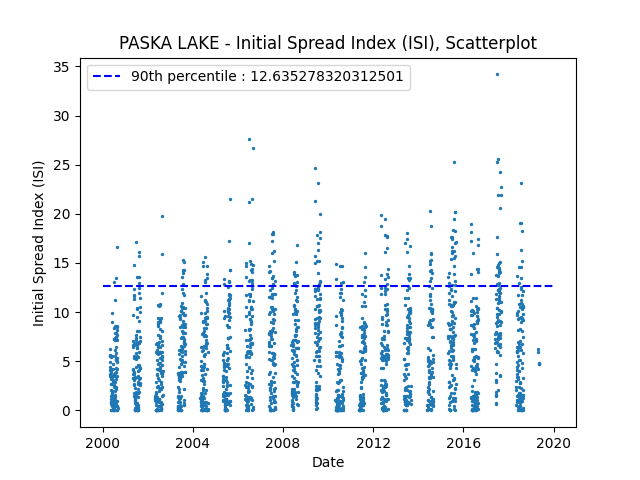 PASKA LAKE - Initial Spread Index (ISI), Scatterplot
90th percentile : 12.635278320312501
Initial Spread Index (ISI)
35
30
25
20
15
10
5
0
2000 2004 2008 2012 2016 2020
Date